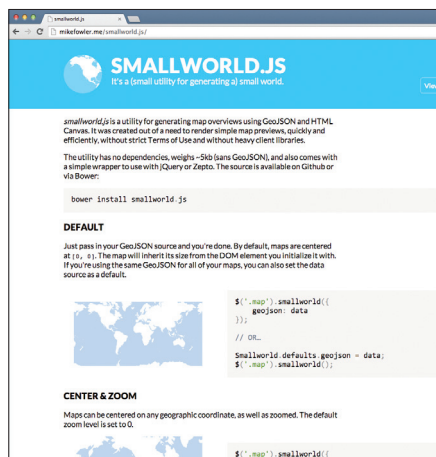 smallworld.js
mikefowler.me/smallworld.js/
SMALLWORLD.JS
It's a (small utility for generating a) small world.
View
smallworld.js is a utility for generating map overviews using GeoJSON and HTML
Canvas. It was created out of a need to render simple map previews, quickly and
efficiently, without strict Terms of Use and without heavy client libraries.
The utility has no dependencies, weighs ~5kb (sans GeoJSON), and also comes with
a simple wrapper to use with jQuery or Zepto. The source is available on Github or
via Bower:
bower install smallworld.js
DEFAULT
Just pass in your GeoJSON source and you're done. By default, maps are centered
at [0, 0]. The map will inherit its size from the DOM element you initialize it with.
If you're using the same GeoJSON for all of your maps, you can also set the data
source as a default.
$('.map').smallworld({
geojson: data
});
// OR…
Smallworld.defaults.geojson = data;
$('.map').smallworld();
CENTER & ZOOM
Maps can be centered on any geographic coordinate, as well as zoomed. The default
zoom level is set to 0.
$('.map').smallworld({